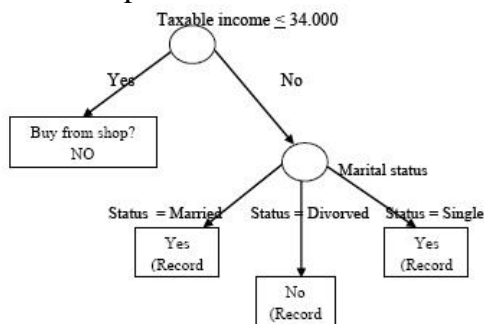 Taxable income ≤ 34.000
Yes
No
Buy from shop?
NO
Marital status
Status = Married
Status = Divorved
Status = Single
Yes
(Record
No
(Record
Yes
(Record